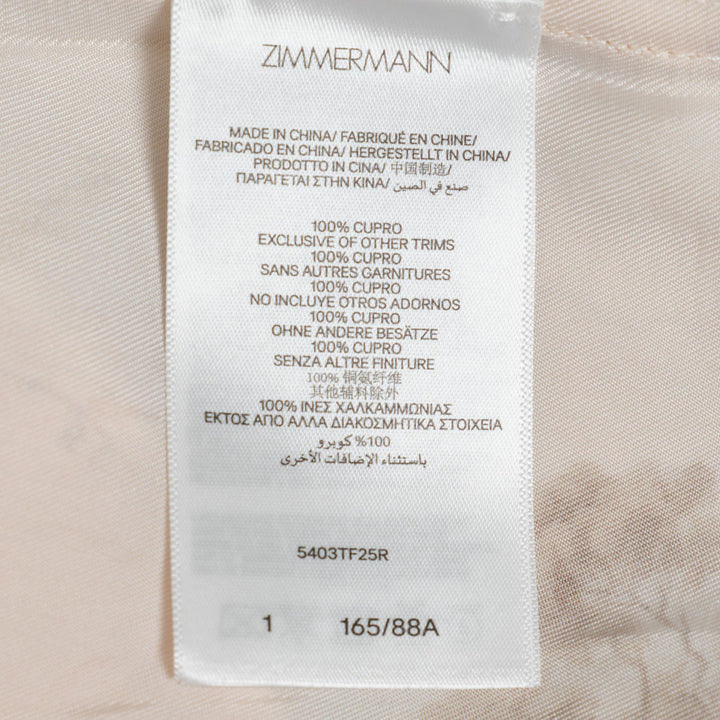 ZIMMERMANN
MADE IN CHINA/ FABRIQUÉ EN CHINE/
FABRICADO EN CHINA/ HERGESTELLT IN CHINA/
PRODOTTO IN CINA/ 中国制造/
ΠΑΡΑΓΕΤΑΙ ΣΤΗΝ ΚΙΝΑ/ صنع في الصين
100% CUPRO
EXCLUSIVE OF OTHER TRIMS
100% CUPRO
SANS AUTRES GARNITURES
100% CUPRO
NO INCLUYE OTROS ADORNOS
100% CUPRO
OHNE ANDERE BESÄTZE
100% CUPRO
SENZA ALTRE FINITURE
100% 铜氨纤维
其他辅料除外
100% ΙΝΕΣ ΧΑΛΚΑΜΜΩΝΙΑΣ
ΕΚΤΟΣ ΑΠΟ ΑΛΛΑ ΔΙΑΚΟΣΜΗΤΙΚΑ ΣΤΟΙΧΕΙΑ
100% كوبرو
باستثناء الإضافات الأخرى
5403TF25R
1 165/88A